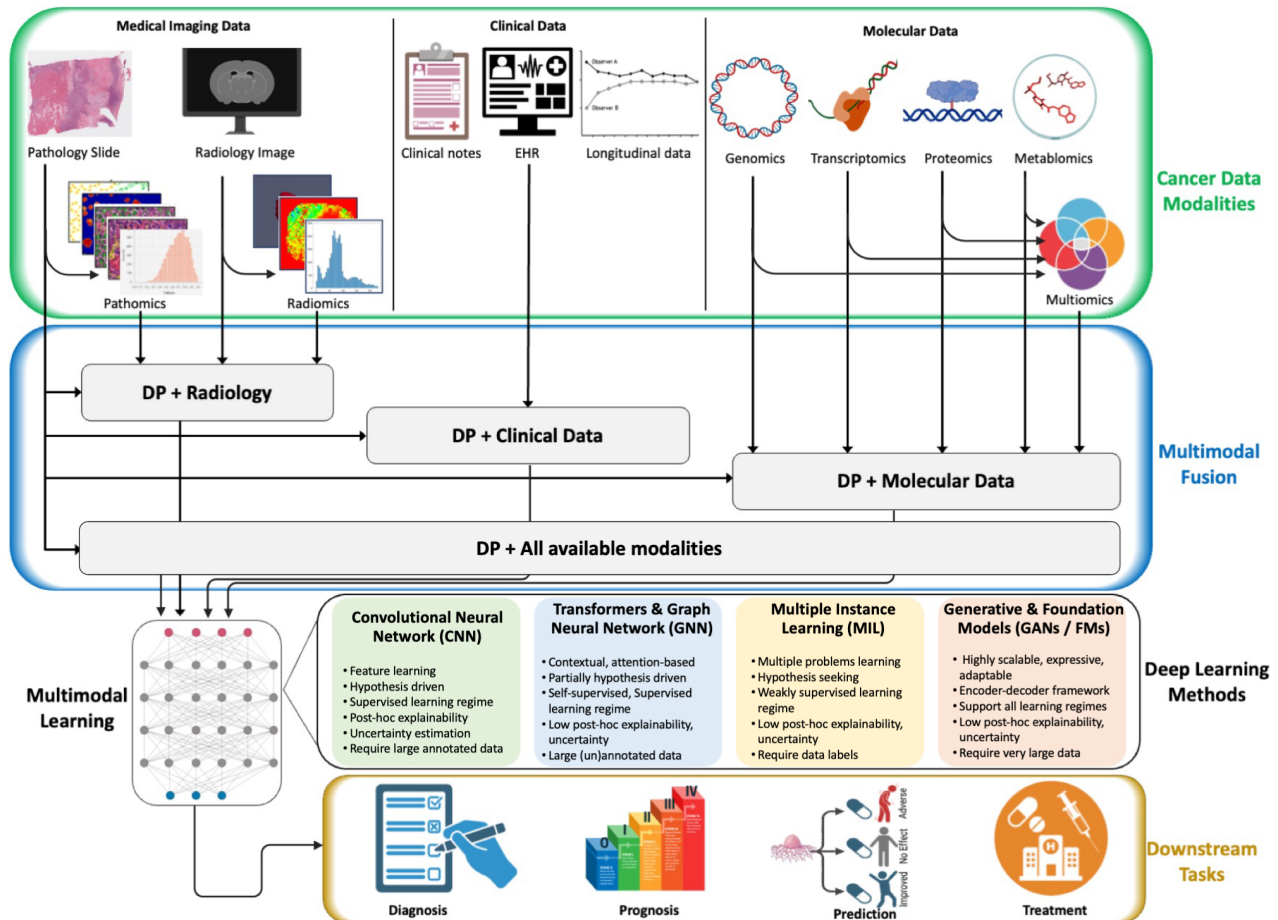 Medical Imaging Data
Clinical Data
Molecular Data
Observer A
Observer B
Pathology Slide
Radiology Image
Clinical notes
EHR
Longitudinal data
Genomics
Transcriptomics
Proteomics
Metablomics
Cancer Data
Modalities
Pathomics
Radiomics
Multiomics
DP + Radiology
DP + Clinical Data
DP + Molecular Data
DP + All available modalities
Multimodal
Fusion
Multimodal
Learning
Convolutional Neural
Network (CNN)
• Feature learning
• Hypothesis driven
• Supervised learning regime
• Post-hoc explainability
• Uncertainty estimation
• Require large annotated data
Transformers & Graph
Neural Network (GNN)
• Contextual, attention-based
• Partially hypothesis driven
• Self-supervised, Supervised
learning regime
• Low post-hoc explainability,
uncertainty
• Large (un)annotated data
Multiple Instance
Learning (MIL)
• Multiple problems learning
• Hypothesis seeking
• Weakly supervised learning
regime
• Low post-hoc explainability,
uncertainty
• Require data labels
Generative & Foundation
Models (GANs / FMs)
• Highly scalable, expressive,
adaptable
• Encoder-decoder framework
• Support all learning regimes
• Low post-hoc explainability,
uncertainty
• Require very large data
Deep Learning
Methods
0
I
II
III
IV
Adverse
No Effect
Improved
H
Diagnosis
Prognosis
Prediction
Treatment
Downstream
Tasks